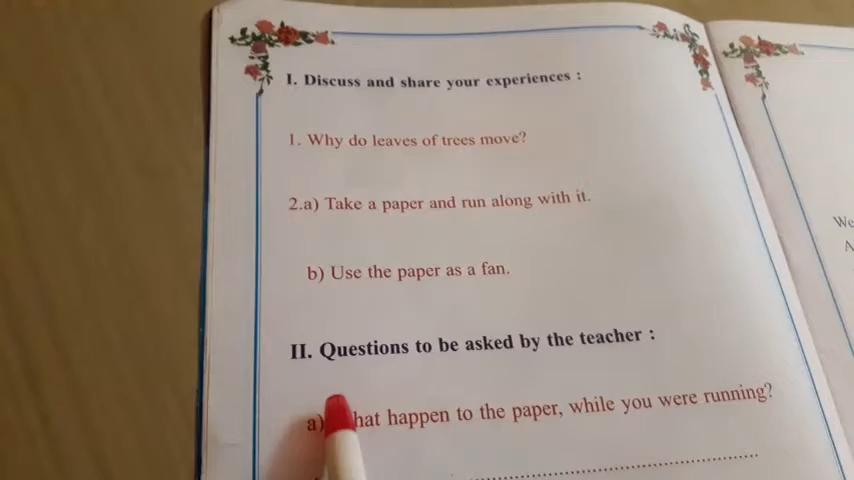 I. Discuss and share your experiences :
1. Why do leaves of trees move?
2.a) Take a paper and run along with it.
b) Use the paper as a fan.
II. Questions to be asked by the teacher :
a) hat happen to the paper, while you were running?
We
A